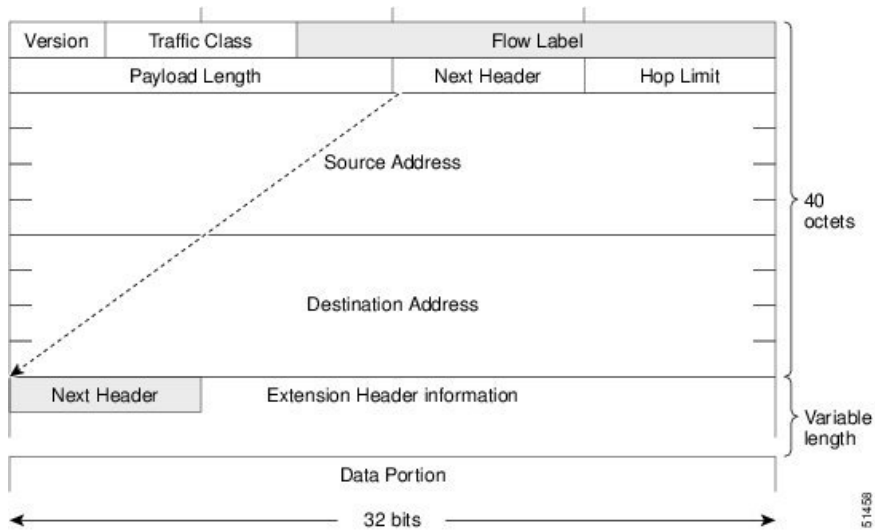 Version Traffic Class Flow Label
Payload Length Next Header Hop Limit
Source Address
40
octets
Destination Address
Next Header Extension Header information
Variable
length
Data Portion
32 bits
51458